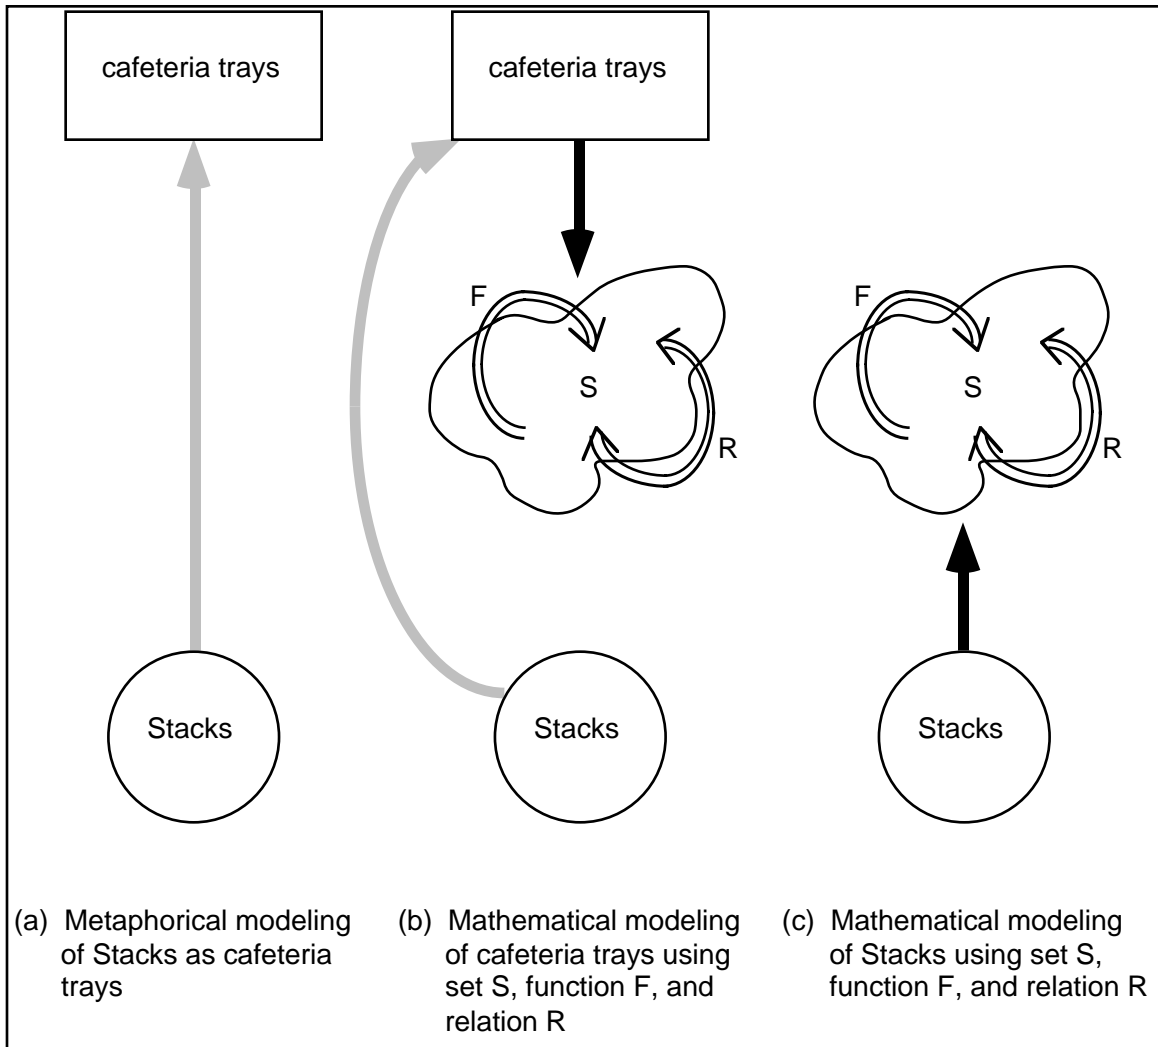 cafeteria trays
cafeteria trays
F
S
R
F
S
R
Stacks
Stacks
Stacks
(a) Metaphorical modeling
of Stacks as cafeteria
trays
(b) Mathematical modeling
of cafeteria trays using
set S, function F, and
relation R
(c) Mathematical modeling
of Stacks using set S,
function F, and relation R